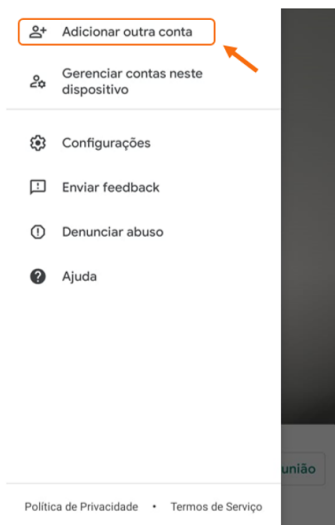 Adicionar outra conta
Gerenciar contas neste
dispositivo
Configurações
Enviar feedback
Denunciar abuso
Ajuda
união
Política de Privacidade • Termos de Serviço